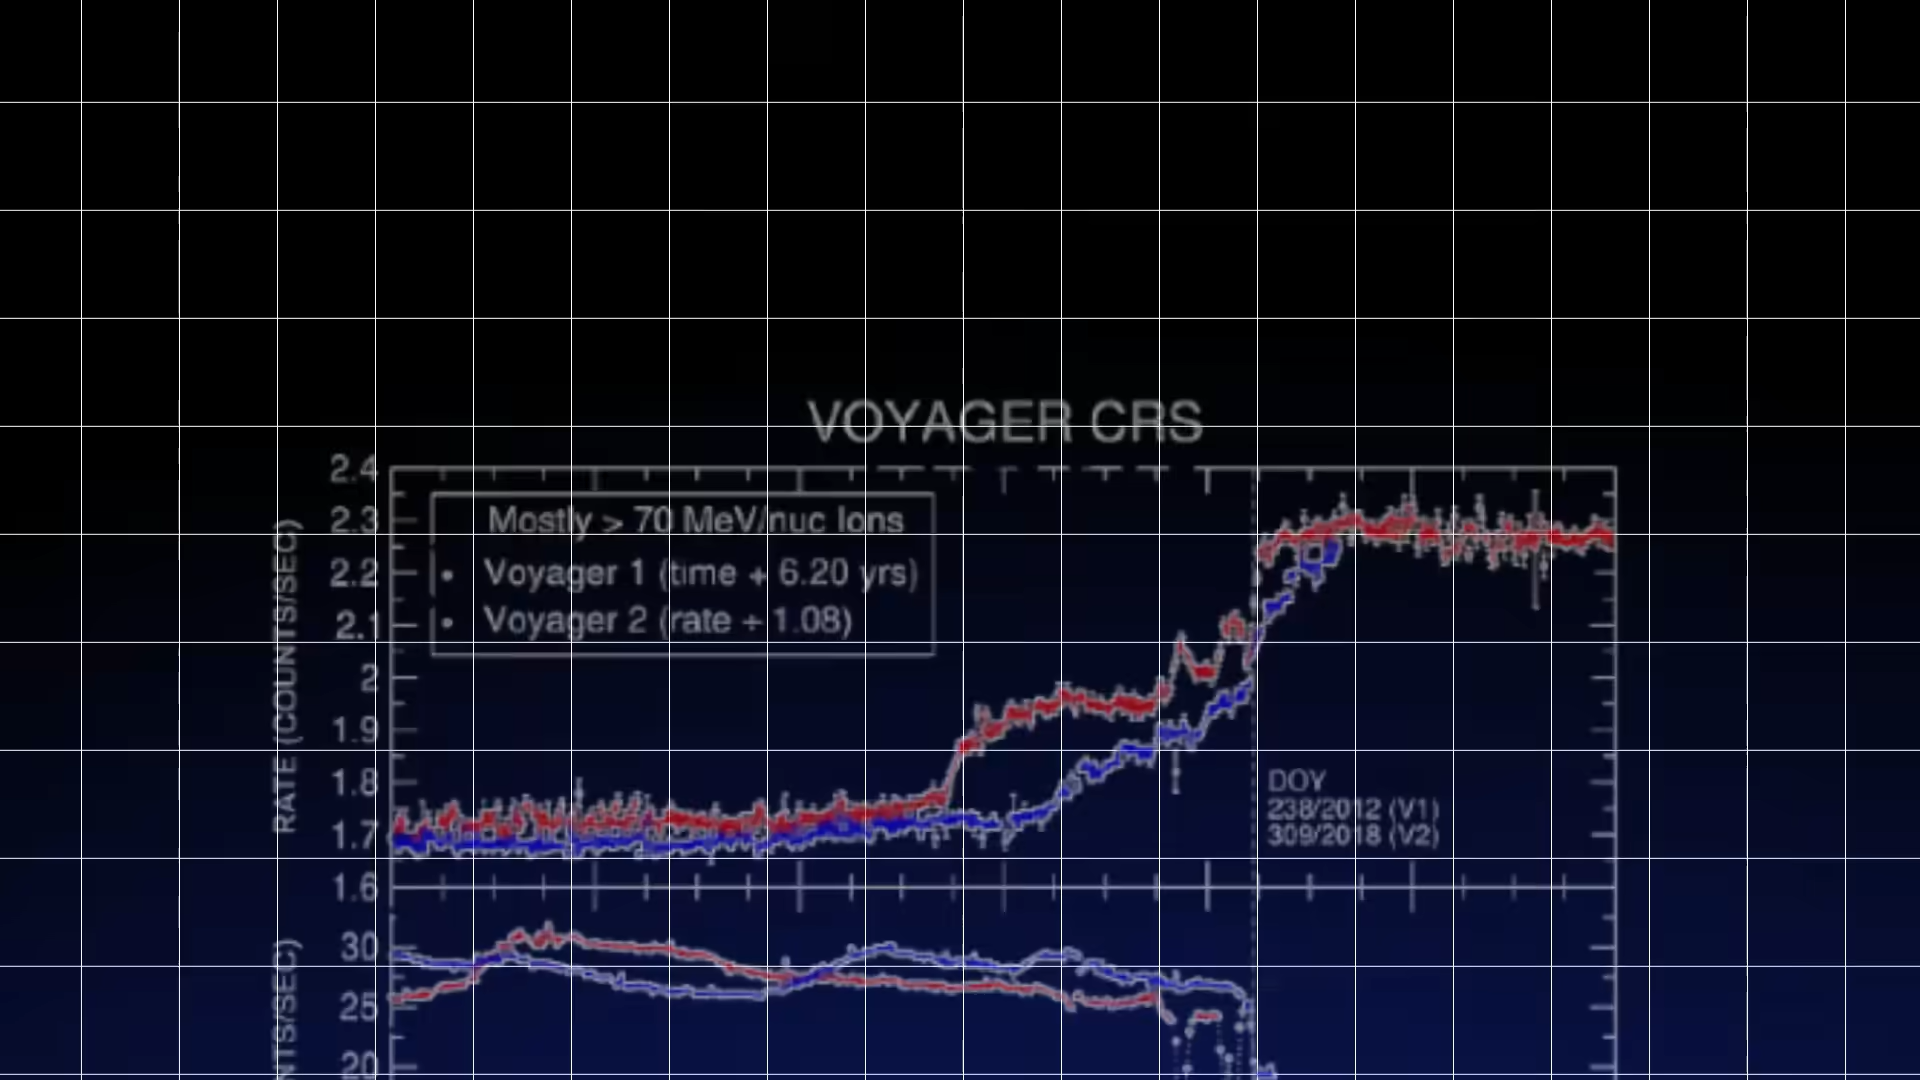 VOYAGER CRS
2.4
2.3
2.2
2.1
2
1.9
1.8
1.7
1.6
RATE (COUNTS/SEC)
Mostly > 70 MeV/nuc Ions
• Voyager 1 (time + 6.20 yrs)
• Voyager 2 (rate ÷ 1.08)
DOY
238/2012 (V1)
309/2018 (V2)
30
25
20
NTS/SEC)